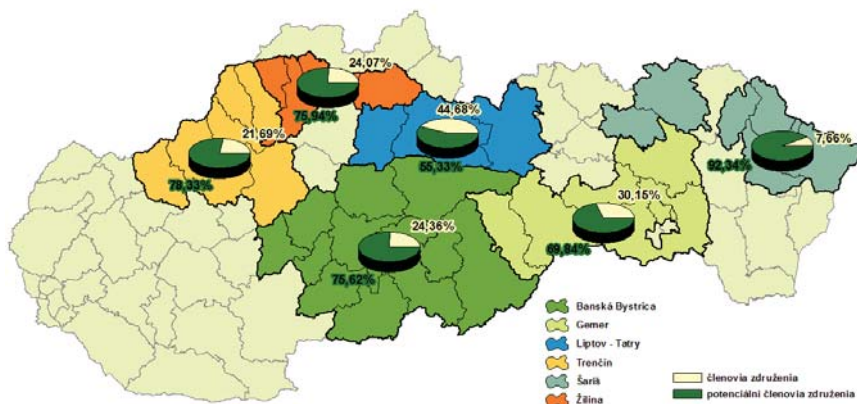 24,07%
75,94%
44,68%
55,33%
21,69%
78,33%
7,66%
92,34%
30,15%
69,84%
24,36%
75,62%
Banská Bystrica
Gemer
Liptov - Tatry
Trenčín
Šariš
Žilina
členovia združenia
potenciálni členovia združenia